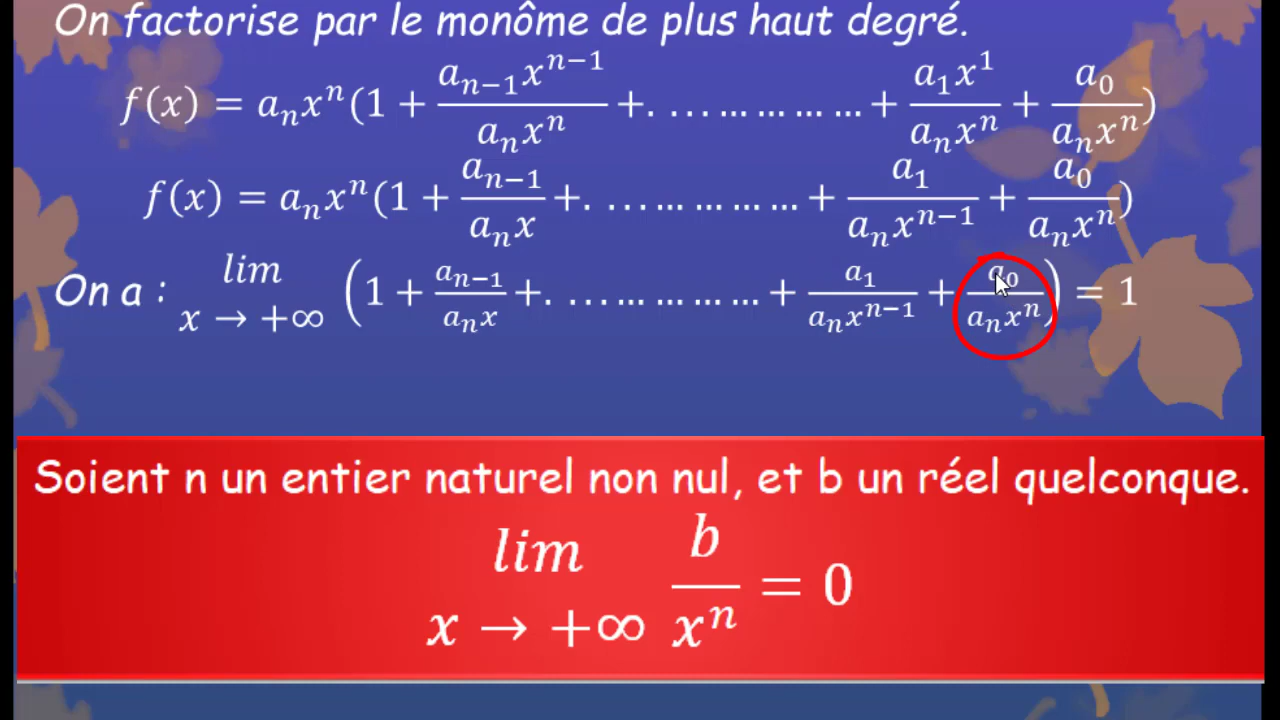 On factorise par le monôme de plus haut degré.
f(x) = aₙxⁿ(1 + aₙ₋₁xⁿ⁻¹/aₙxⁿ +. … … … … … + a₁x¹/aₙxⁿ + a₀/aₙxⁿ)
f(x) = aₙxⁿ(1 + aₙ₋₁/aₙx +. … … … … … + a₁/aₙxⁿ⁻¹ + a₀/aₙxⁿ)
On a : lim x → +∞ (1 + aₙ₋₁/aₙx +. … … … … … + a₁/aₙxⁿ⁻¹ + a₀/aₙxⁿ) = 1
Soient n un entier naturel non nul, et b un réel quelconque.
lim x → +∞ b/xⁿ = 0